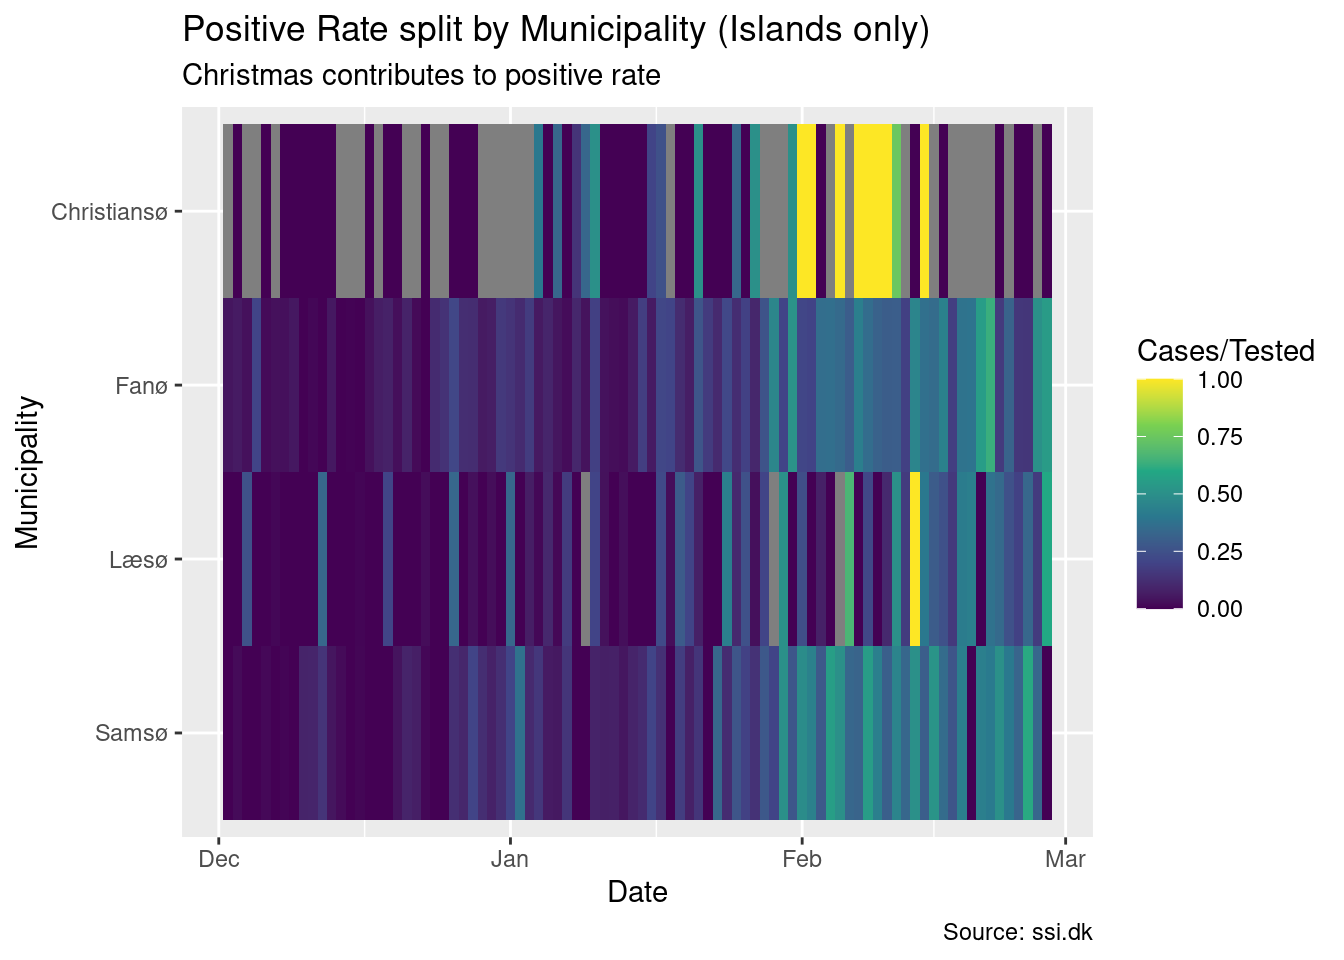 Positive Rate split by Municipality (Islands only)
Christmas contributes to positive rate
Municipality
Christiansø
Fanø
Læsø
Samsø
Dec
Jan
Feb
Mar
Date
Cases/Tested
1.00
0.75
0.50
0.25
0.00
Source: ssi.dk